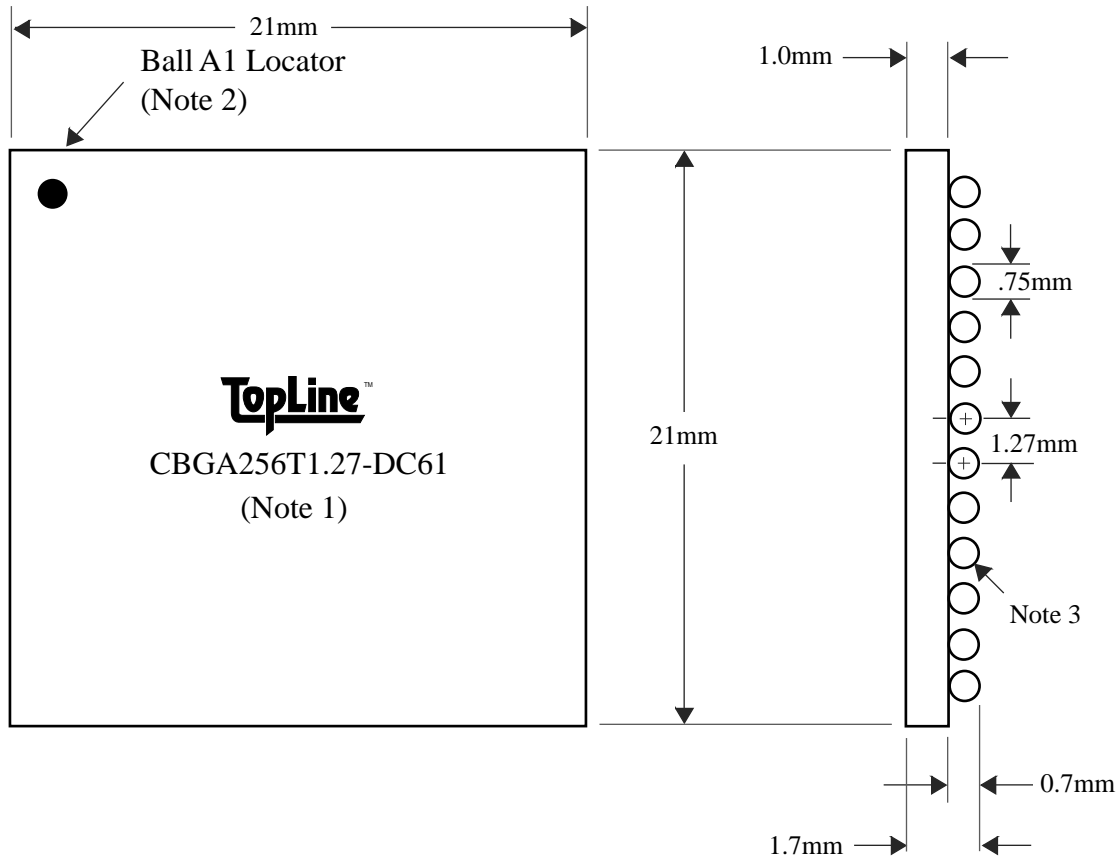 21mm
Ball A1 Locator
(Note 2)
1.0mm
.75mm
TopLine™
CBGA256T1.27-DC61
(Note 1)
21mm
1.27mm
Note 3
0.7mm
1.7mm